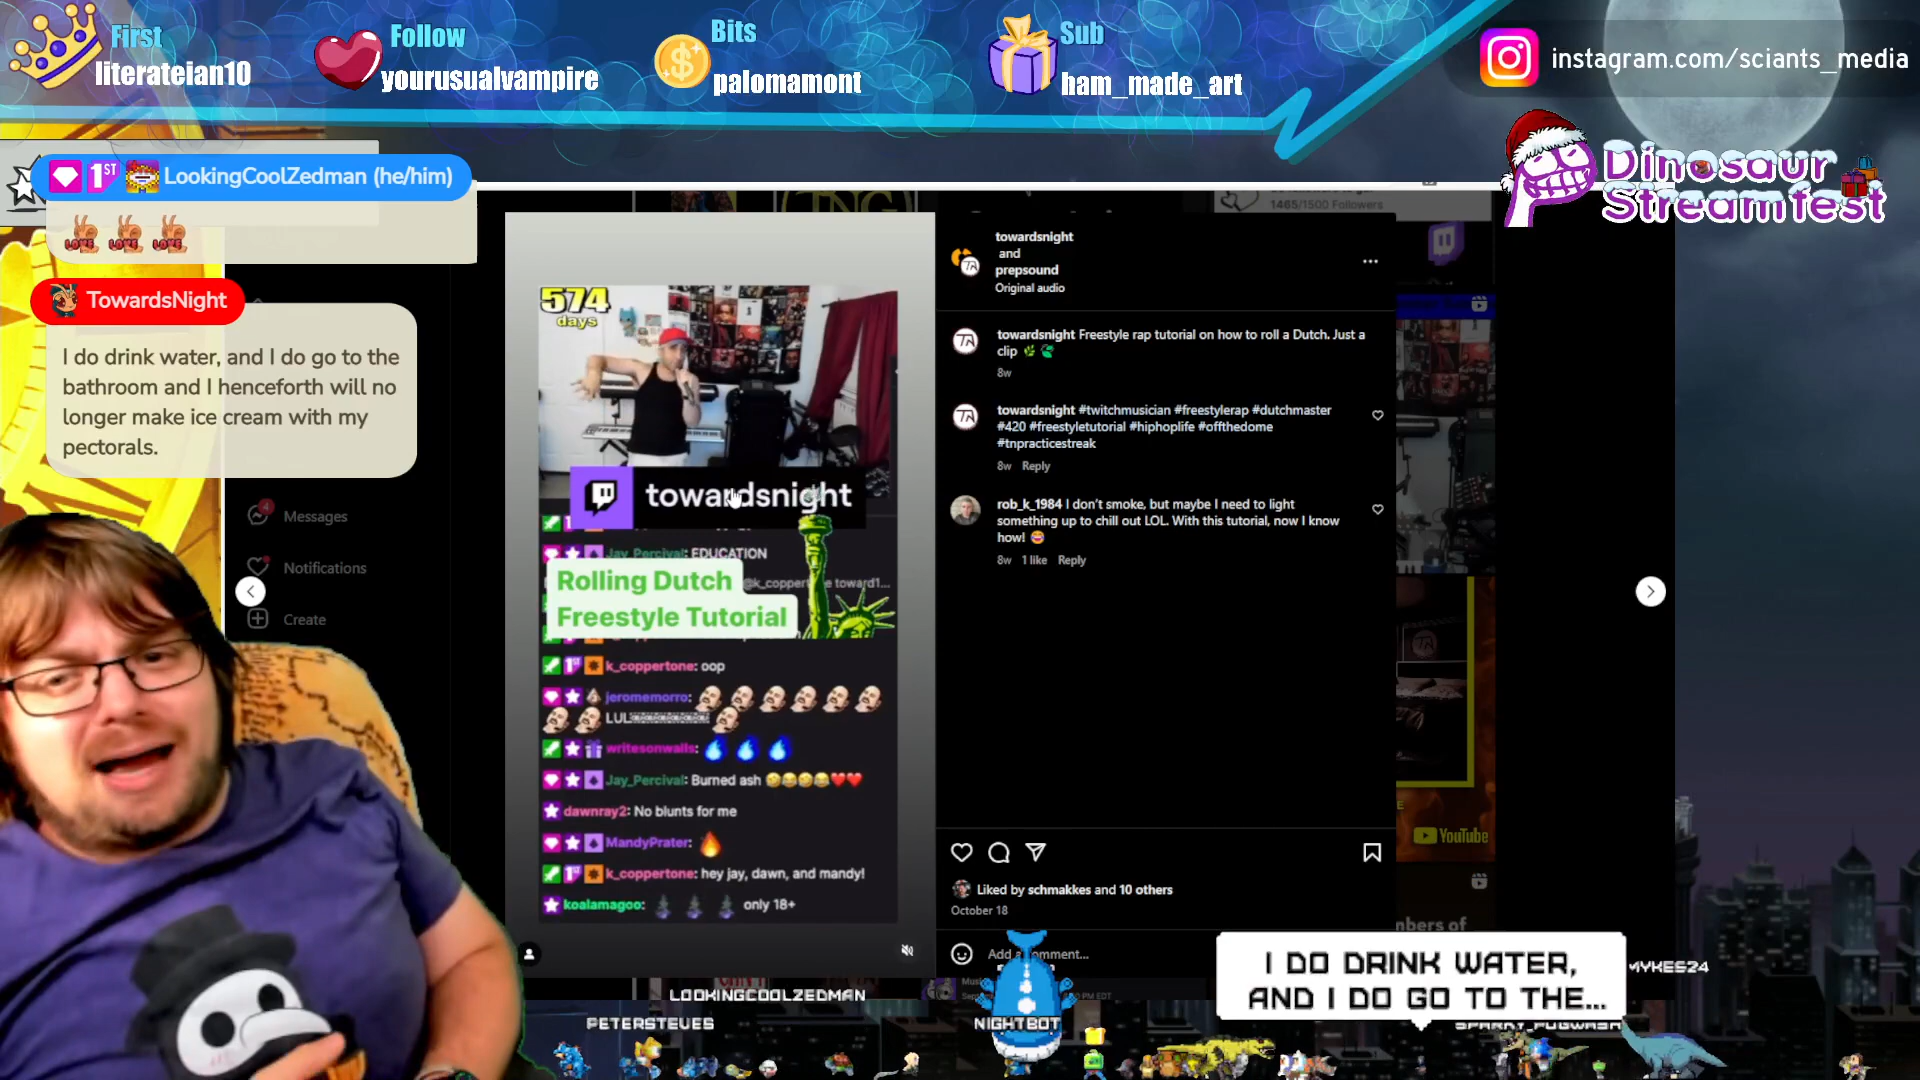 First
literateian10
Follow
yourusualvampire
Bits
palomamont
Sub
ham_made_art
instagram.com/sciants_media
Dinosaur
Streamfest
1ST LookingCoolZedman (he/him)
LOVE LOVE LOVE
TowardsNight
I do drink water, and I do go to the
bathroom and I henceforth will no
longer make ice cream with my
pectorals.
Messages
Notifications
Create
574
days
towardsnight
Jay_Percival: EDUCATION
Rolling Dutch
Freestyle Tutorial
k_coppertone: oop
jeromemorro:
LUL
writesonwalls:
Jay_Percival: Burned ash
dawnray2: No blunts for me
MandyPrater:
k_coppertone: hey jay, dawn, and mandy!
koalamagoo: only 18+
1465/1500 Followers
towardsnight
and
prepsound
Original audio
towardsnight Freestyle rap tutorial on how to roll a Dutch. Just a
clip
8w
towardsnight #twitchmusician #freestylerap #dutchmaster
#420 #freestyletutorial #hiphoplife #offthedome
#tnpracticestreak
8w Reply
rob_k_1984 I don't smoke, but maybe I need to light
something up to chill out LOL. With this tutorial, now I know
how!
8w 1 like Reply
YouTube
Liked by schmakkes and 10 others
October 18
Add a comment...
I DO DRINK WATER,
AND I DO GO TO THE...
MYKES24
LOOKINGCOOLZEDMAN
PETERSTEVES
NIGHTBOT
SPARKY_PUGWASH